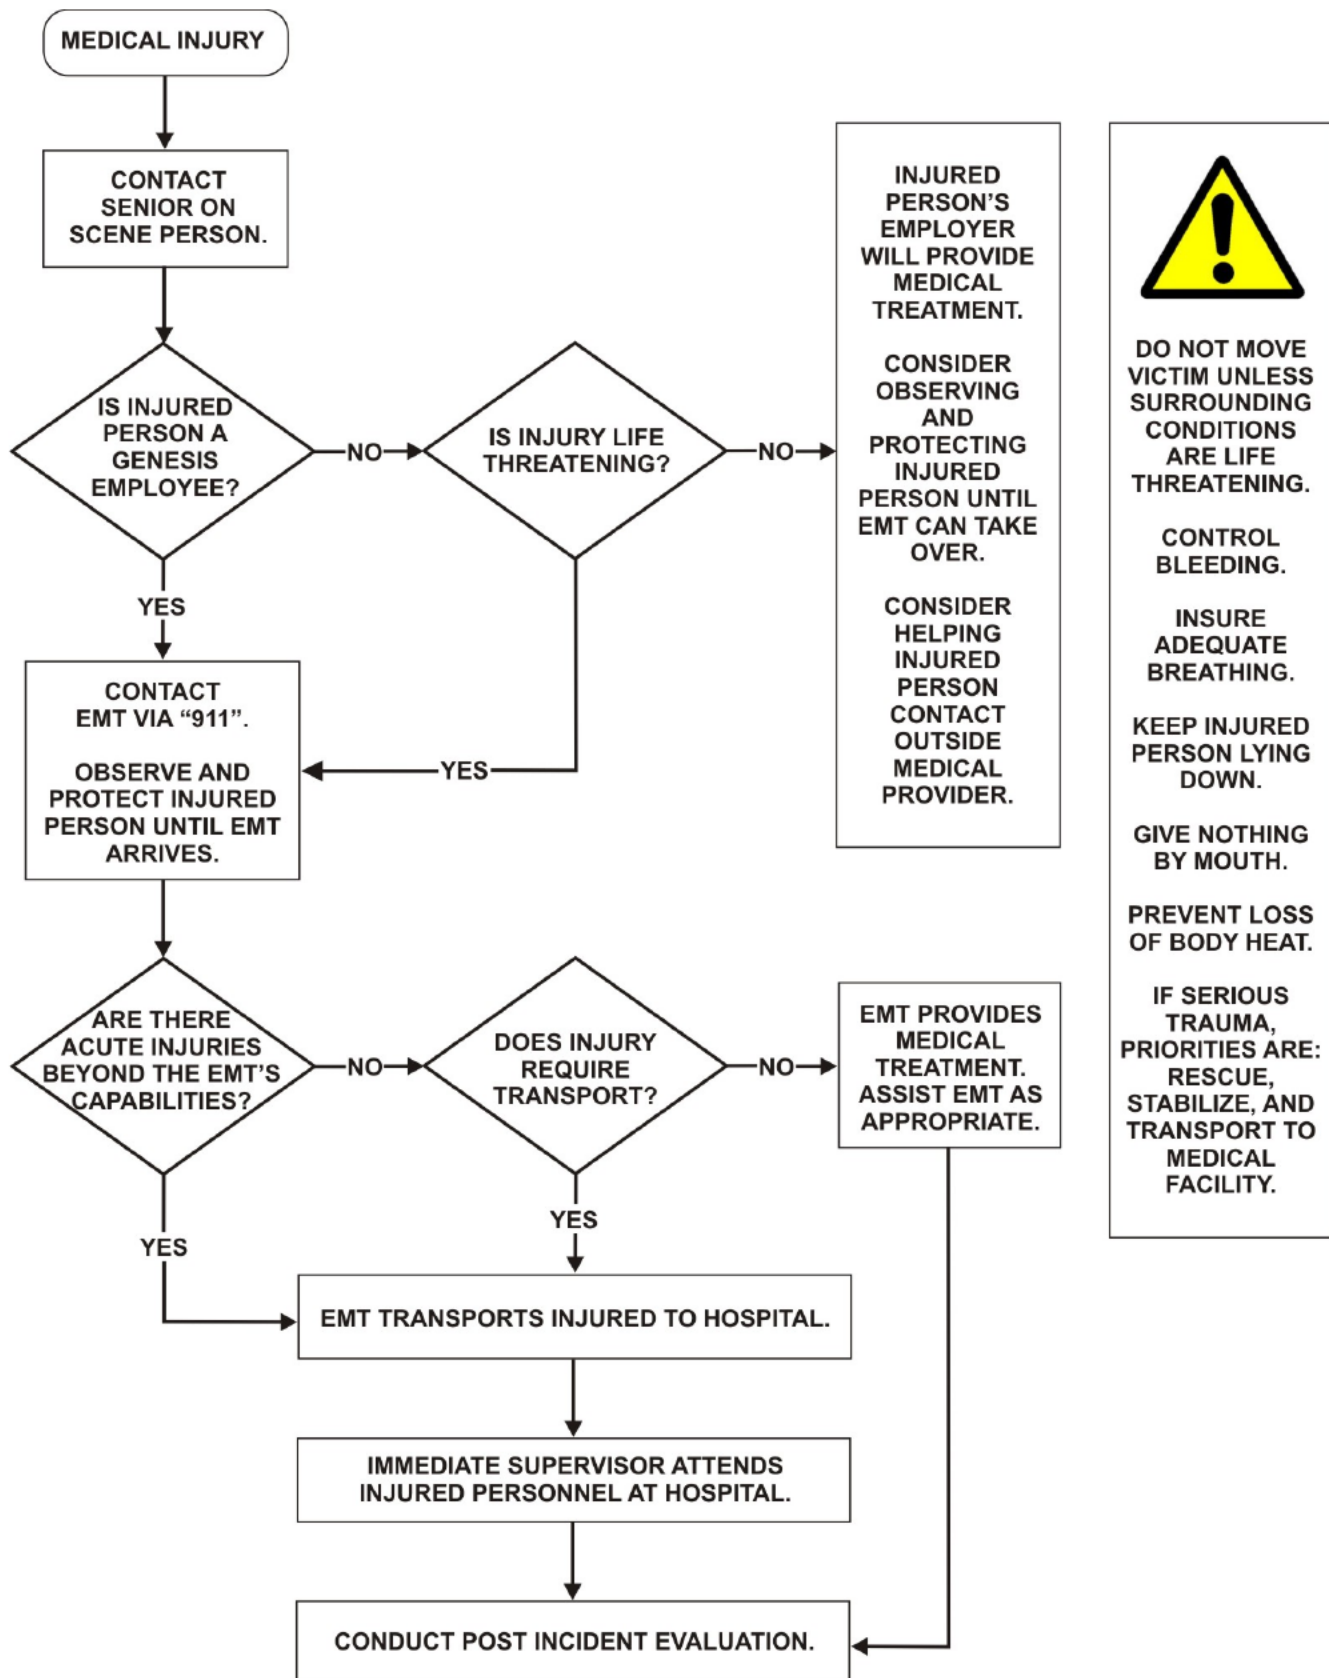 MEDICAL INJURY
CONTACT
SENIOR ON
SCENE PERSON.
IS INJURED
PERSON A
GENESIS
EMPLOYEE?
NO
IS INJURY LIFE
THREATENING?
NO
INJURED
PERSON'S
EMPLOYER
WILL PROVIDE
MEDICAL
TREATMENT.
CONSIDER
OBSERVING
AND
PROTECTING
INJURED
PERSON UNTIL
EMT CAN TAKE
OVER.
CONSIDER
HELPING
INJURED
PERSON
CONTACT
OUTSIDE
MEDICAL
PROVIDER.
YES
CONTACT
EMT VIA “911”.
OBSERVE AND
PROTECT INJURED
PERSON UNTIL EMT
ARRIVES.
YES
ARE THERE
ACUTE INJURIES
BEYOND THE EMT'S
CAPABILITIES?
NO
DOES INJURY
REQUIRE
TRANSPORT?
NO
EMT PROVIDES
MEDICAL
TREATMENT.
ASSIST EMT AS
APPROPRIATE.
YES
YES
EMT TRANSPORTS INJURED TO HOSPITAL.
IMMEDIATE SUPERVISOR ATTENDS
INJURED PERSONNEL AT HOSPITAL.
CONDUCT POST INCIDENT EVALUATION.
DO NOT MOVE
VICTIM UNLESS
SURROUNDING
CONDITIONS
ARE LIFE
THREATENING.
CONTROL
BLEEDING.
INSURE
ADEQUATE
BREATHING.
KEEP INJURED
PERSON LYING
DOWN.
GIVE NOTHING
BY MOUTH.
PREVENT LOSS
OF BODY HEAT.
IF SERIOUS
TRAUMA,
PRIORITIES ARE:
RESCUE,
STABILIZE, AND
TRANSPORT TO
MEDICAL
FACILITY.